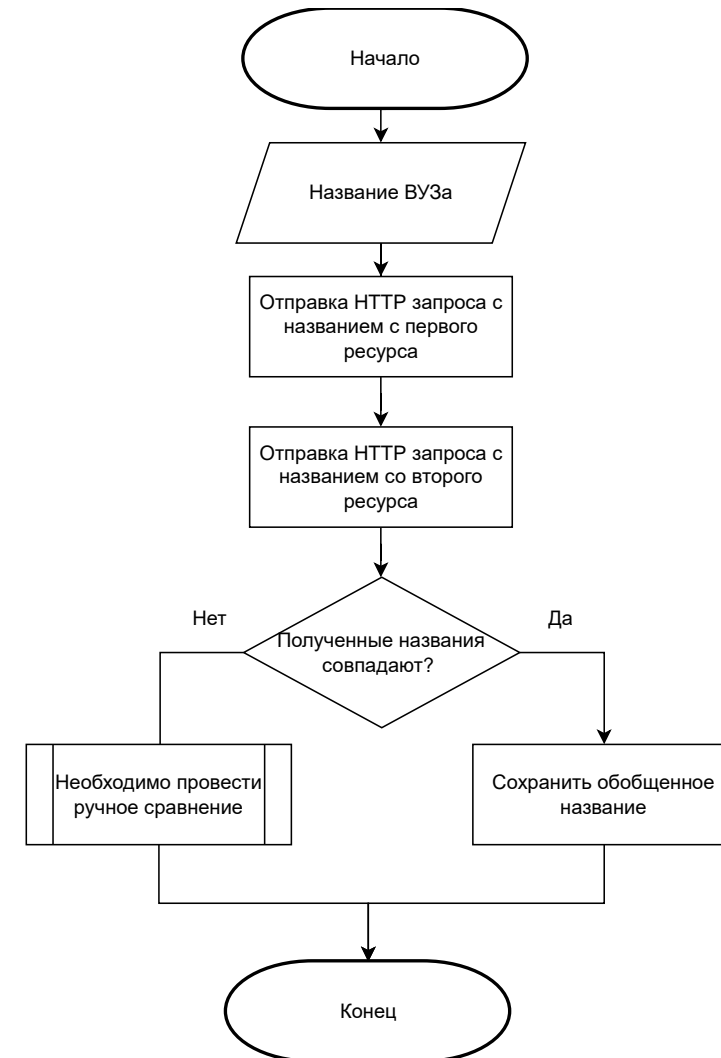 Начало
Название ВУЗа
Отправка HTTP запроса с
названием с первого
ресурса
Отправка HTTP запроса с
названием со второго
ресурса
Нет
Да
Полученные названия
совпадают?
Необходимо провести
ручное сравнение
Сохранить обобщенное
название
Конец